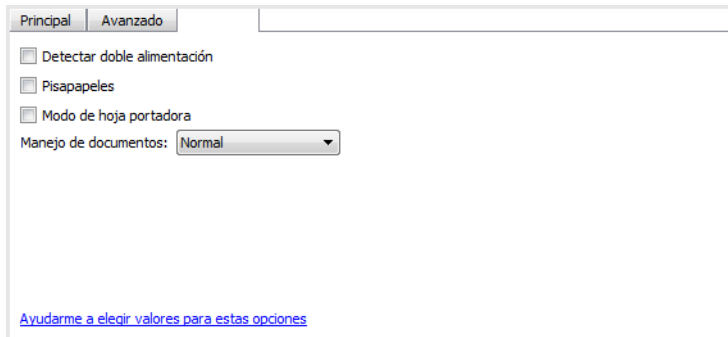 Principal Avanzado
Detectar doble alimentación
Pisapapeles
Modo de hoja portadora
Manejo de documentos: Normal
Ayudarme a elegir valores para estas opciones